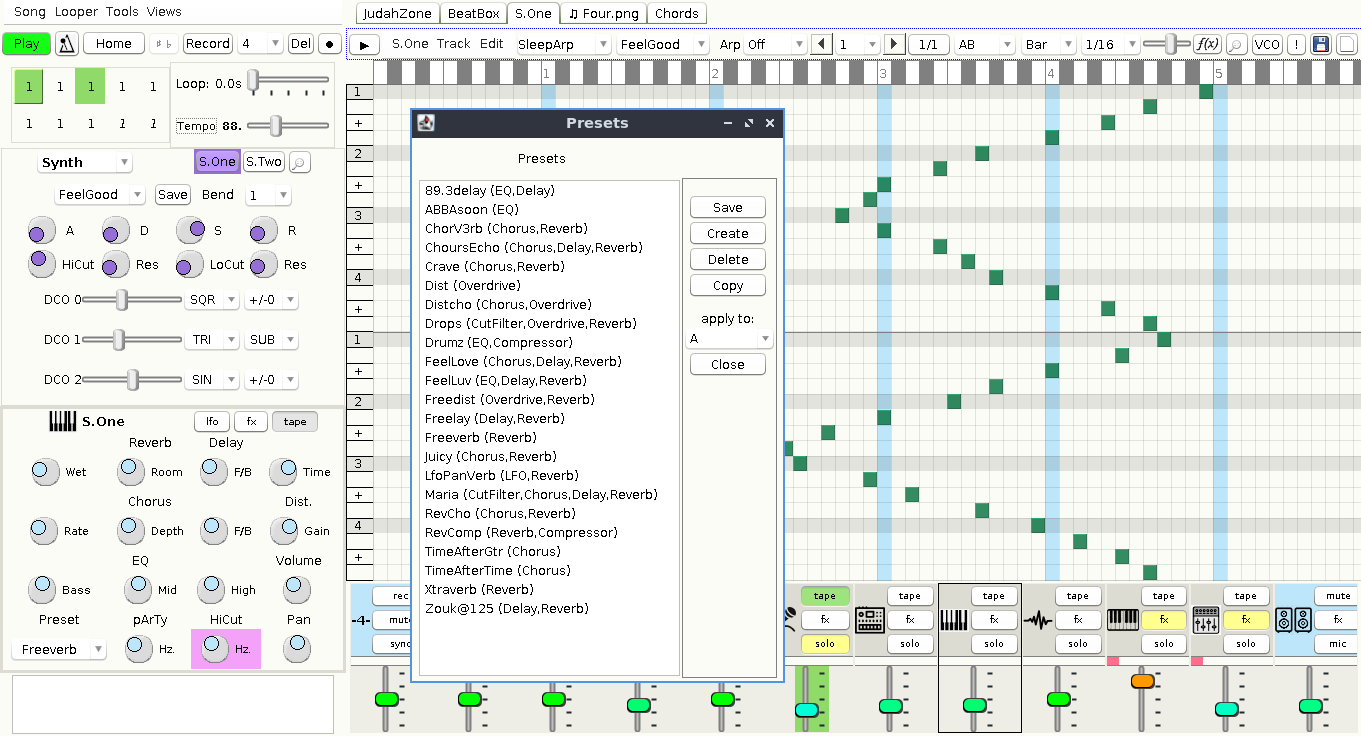 Song Looper Tools Views
JudahZone BeatBox S.One ♫ Four.png Chords
Play Home ♯♭ Record 4 Del
S.One Track Edit SleepArp FeelGood Arp Off 1 1/1 AB Bar 1/16 f(x) VCO !
1 1 1 1 1
1 1 1 1 1
Loop: 0.0s
Tempo 88.
Synth S.One S.Two
FeelGood Save Bend 1
A D S R
HiCut Res LoCut Res
DCO 0 SQR +/-0
DCO 1 TRI SUB
DCO 2 SIN +/-0
S.One lfo fx tape
Reverb Delay
Wet Room F/B Time
Chorus Dist.
Rate Depth F/B Gain
EQ Volume
Bass Mid High
Preset pArTy HiCut Pan
Freeverb Hz. Hz.
1 2 3 4 5
1
+
2
+
3
+
4
+
1
+
2
+
3
+
4
+
Presets
Presets
89.3delay (EQ,Delay)
ABBAsoon (EQ)
ChorV3rb (Chorus,Reverb)
ChoursEcho (Chorus,Delay,Reverb)
Crave (Chorus,Reverb)
Dist (Overdrive)
Distcho (Chorus,Overdrive)
Drops (CutFilter,Overdrive,Reverb)
Drumz (EQ,Compressor)
FeelLove (Chorus,Delay,Reverb)
FeelLuv (EQ,Delay,Reverb)
Freedist (Overdrive,Reverb)
Freelay (Delay,Reverb)
Freeverb (Reverb)
Juicy (Chorus,Reverb)
LfoPanVerb (LFO,Reverb)
Maria (CutFilter,Chorus,Delay,Reverb)
RevCho (Chorus,Reverb)
RevComp (Reverb,Compressor)
TimeAfterGtr (Chorus)
TimeAfterTime (Chorus)
Xtraverb (Reverb)
Zouk@125 (Delay,Reverb)
Save
Create
Delete
Copy
apply to:
A
Close
rec tape tape tape tape tape tape mute
-4- mute fx fx fx fx fx fx fx
sync solo solo solo solo solo solo mic